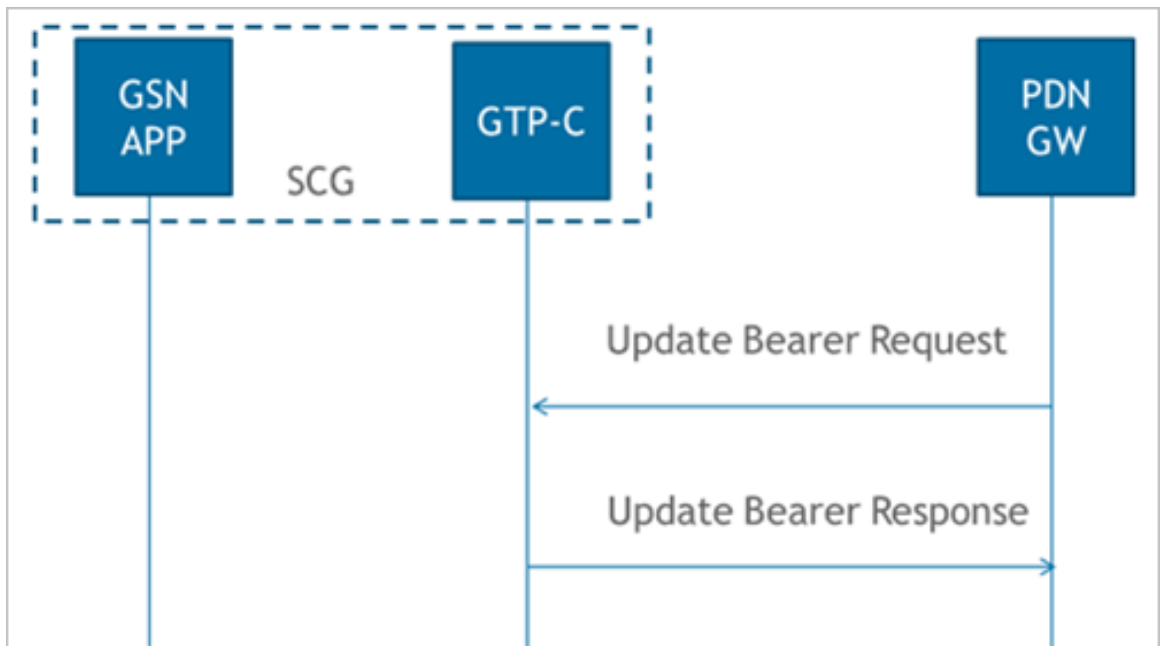 GSN
APP
SCG
GTP-C
PDN
GW
Update Bearer Request
Update Bearer Response